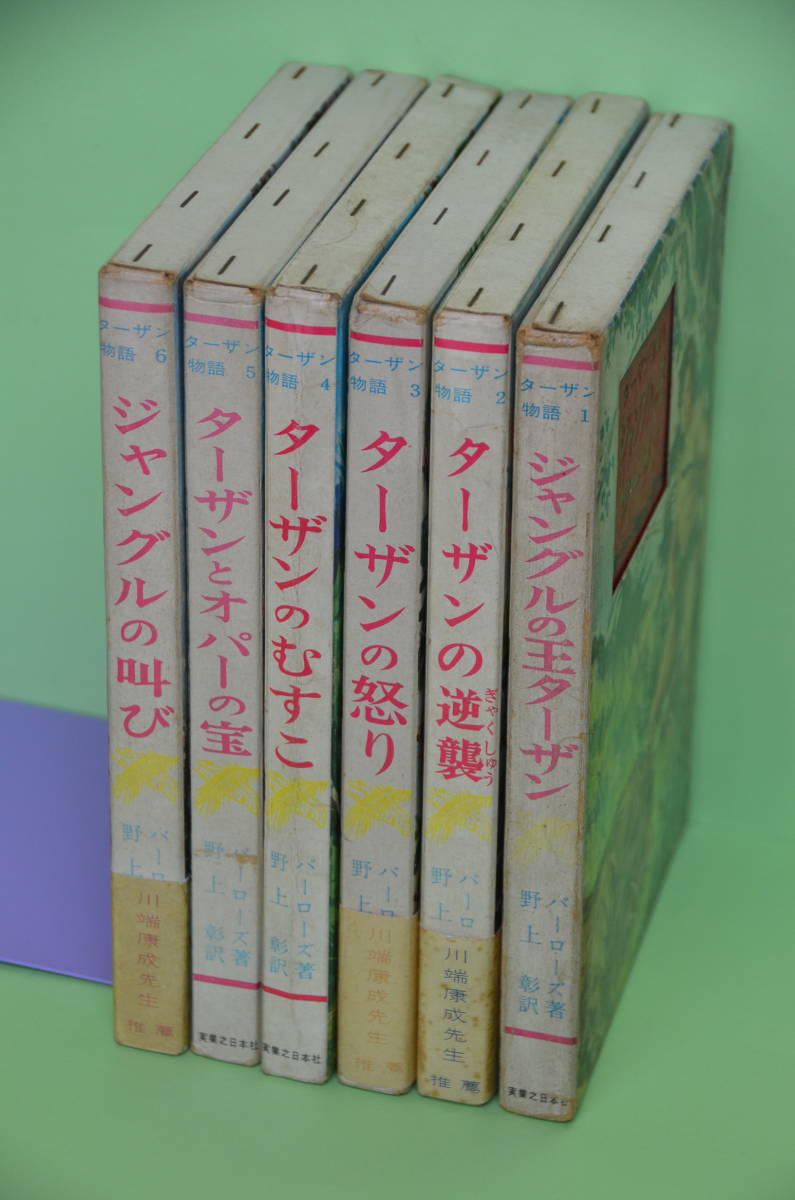 ターザン
物語 6
ジャングルの叫び
バーロ
野上
川端康成先生
推薦
ターザン
物語 5
ターザンとオパーの宝
バーローズ著
野上 彰訳
実業之日本社
ターザン
物語 4
ターザンのむすこ
バーローズ著
野上 彰訳
実業之日本社
ターザン
物語 3
ターザンの怒り
バーロ
野上
川端康成先生
推薦
ターザン
物語 2
ターザンの逆襲
ぎゃくしゅう
バーロ
野上
川端康成先生
推薦
ターザン
物語 1
ジャングルの王ターザン
バーローズ著
野上 彰訳
実業之日本社